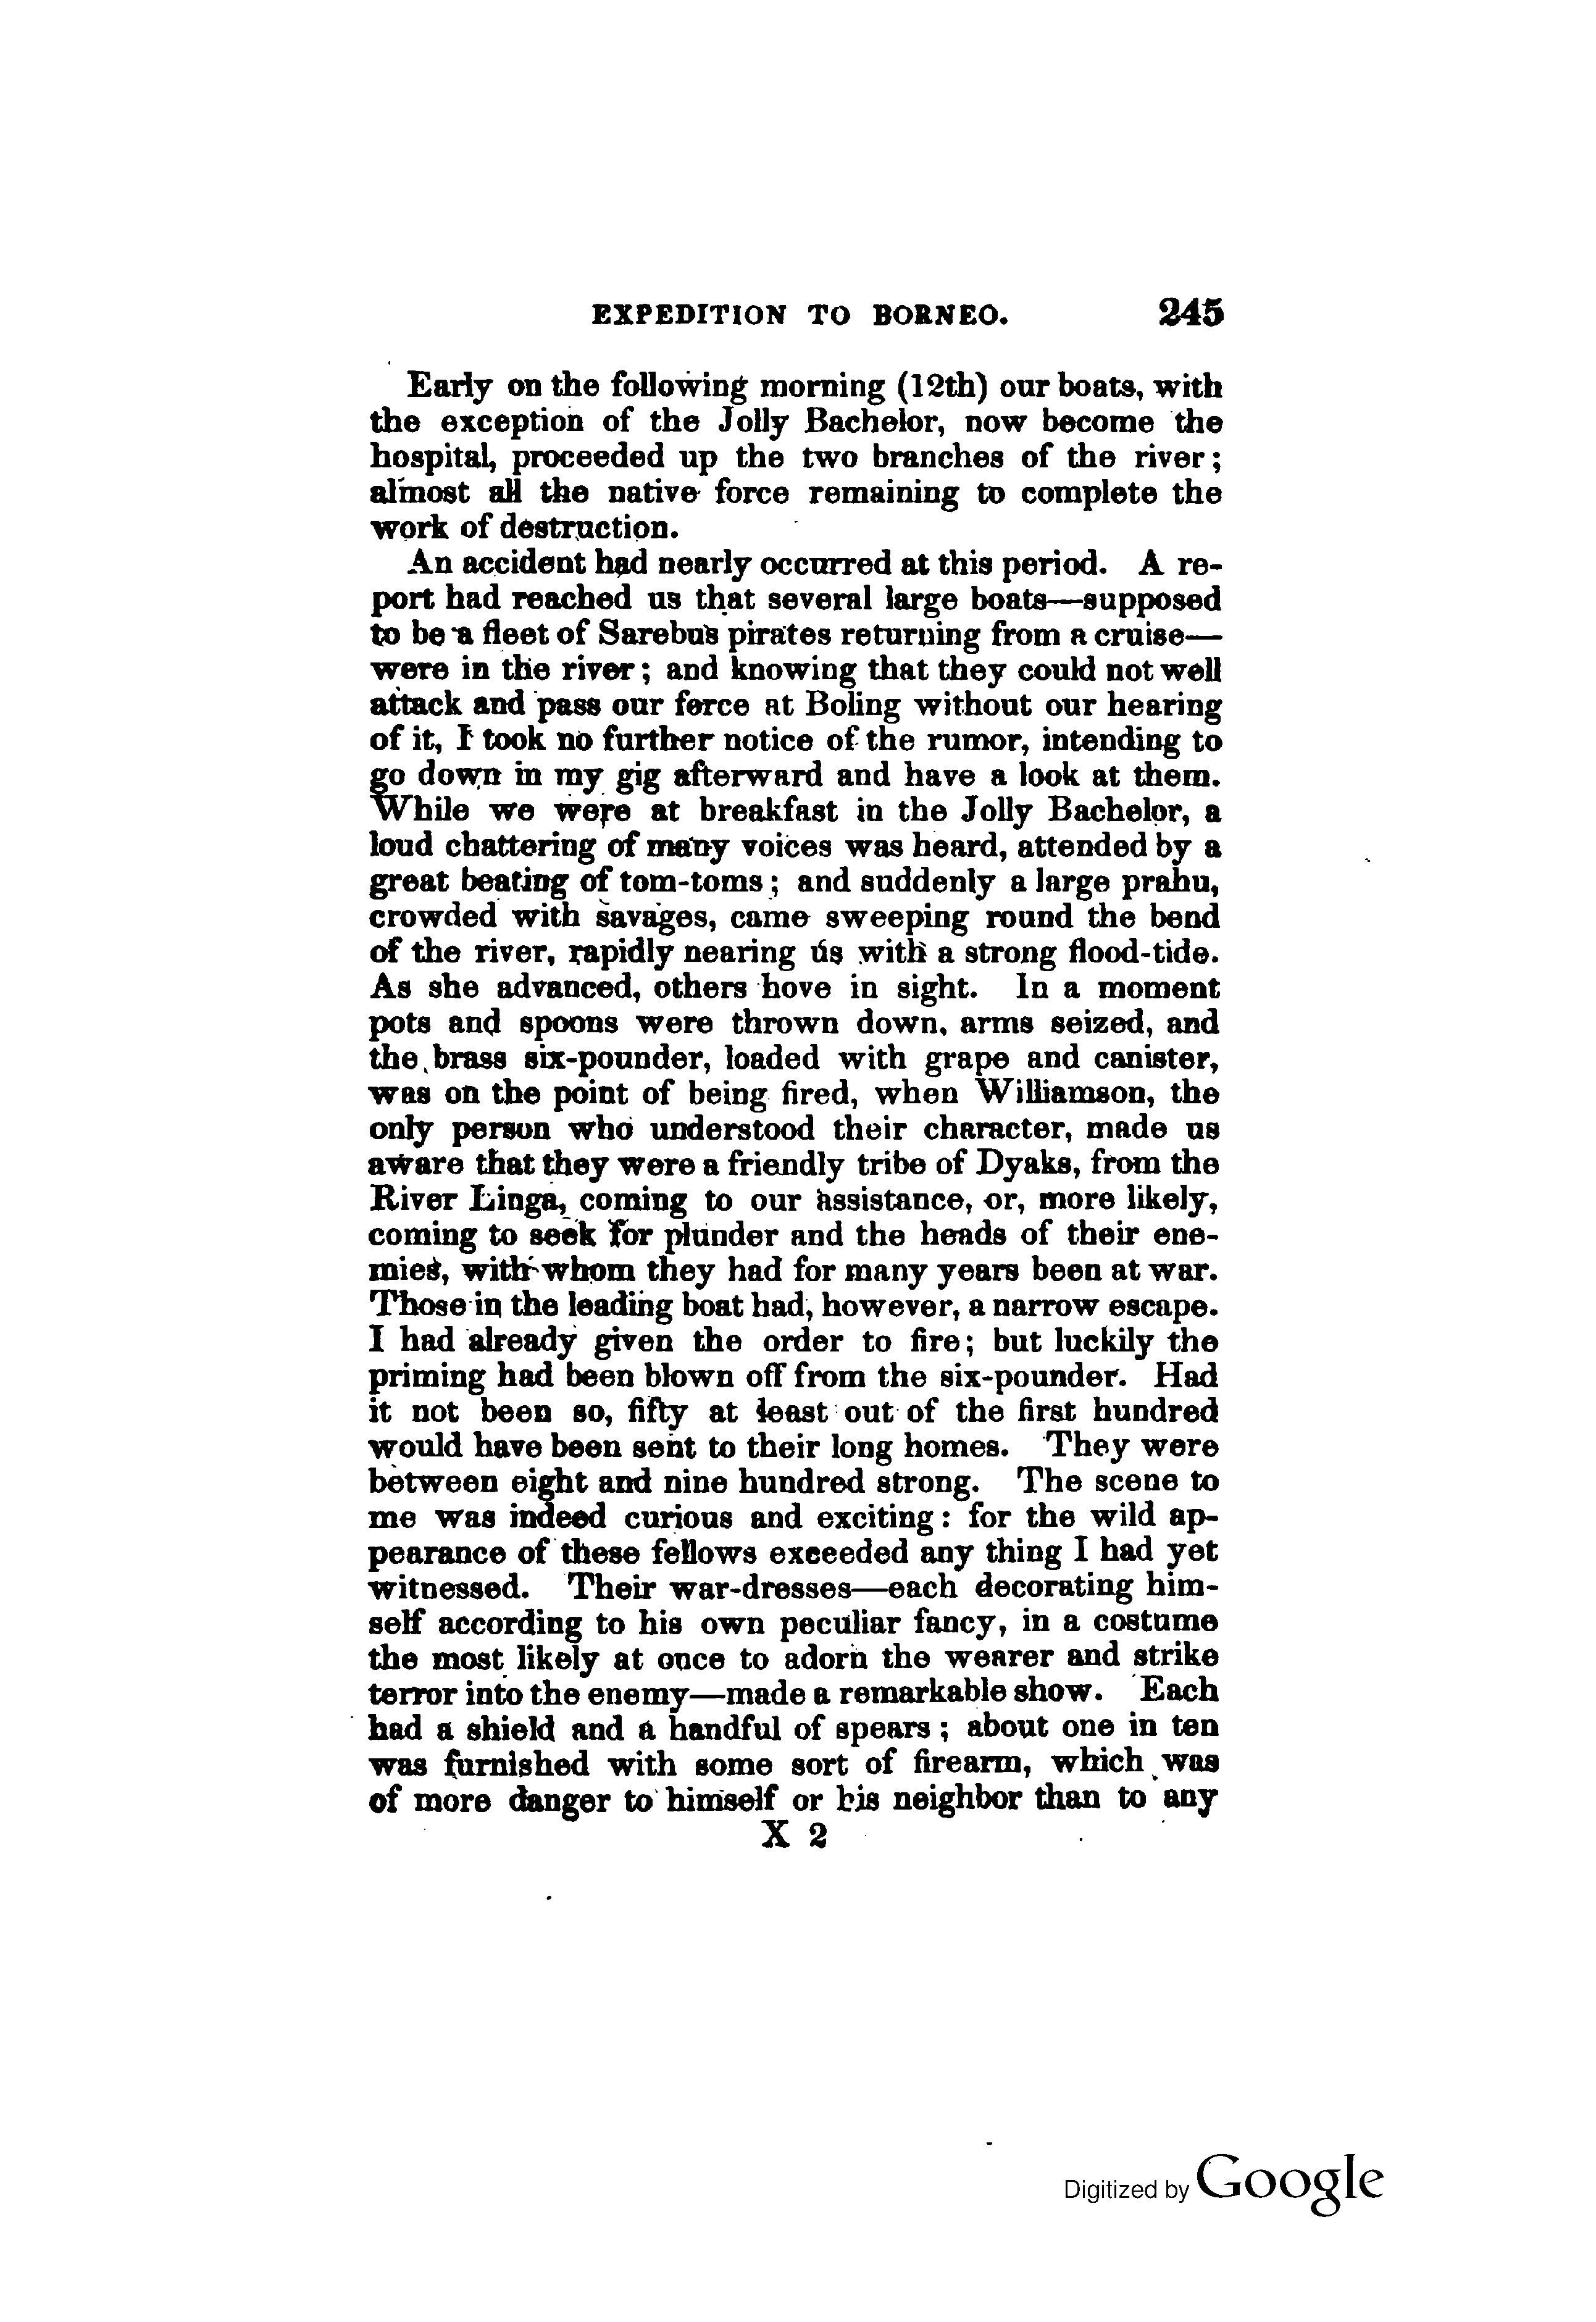 EXPEDITION TO BORNEO. 245
Early on the following morning (12th) our boats, with
the exception of the Jolly Bachelor, now become the
hospital, proceeded up the two branches of the river;
almost all the native force remaining to complete the
work of destruction.
An accident had nearly occurred at this period. A re-
port had reached us that several large boats—supposed
to be a fleet of Sarebus pirates returning from a cruise—
were in the river; and knowing that they could not well
attack and pass our force at Boling without our hearing
of it, I took no further notice of the rumor, intending to
go down in my gig afterward and have a look at them.
While we were at breakfast in the Jolly Bachelor, a
loud chattering of many voices was heard, attended by a
great beating of tom-toms; and suddenly a large prahu,
crowded with savages, came sweeping round the bend
of the river, rapidly nearing us with a strong flood-tide.
As she advanced, others hove in sight. In a moment
pots and spoons were thrown down, arms seized, and
the brass six-pounder, loaded with grape and canister,
was on the point of being fired, when Williamson, the
only person who understood their character, made us
aware that they were a friendly tribe of Dyaks, from the
River Linga, coming to our assistance, or, more likely,
coming to seek for plunder and the heads of their ene-
mies, with whom they had for many years been at war.
Those in the leading boat had, however, a narrow escape.
I had already given the order to fire; but luckily the
priming had been blown off from the six-pounder. Had
it not been so, fifty at least out of the first hundred
would have been sent to their long homes. They were
between eight and nine hundred strong. The scene to
me was indeed curious and exciting: for the wild ap-
pearance of these fellows exceeded any thing I had yet
witnessed. Their war-dresses—each decorating him-
self according to his own peculiar fancy, in a costume
the most likely at once to adorn the wearer and strike
terror into the enemy—made a remarkable show. Each
had a shield and a handful of spears; about one in ten
was furnished with some sort of firearm, which was
of more danger to himself or his neighbor than to any
X 2
Digitized by Google